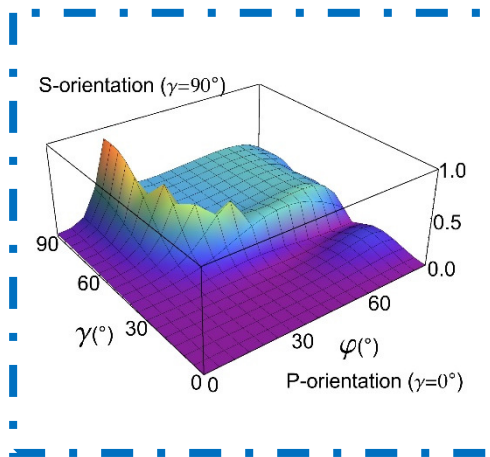 S-orientation (γ=90°)
1.0
0.5
0.0
90
60
60
30
γ(°)
30
φ(°)
0 0
P-orientation (γ=0°)